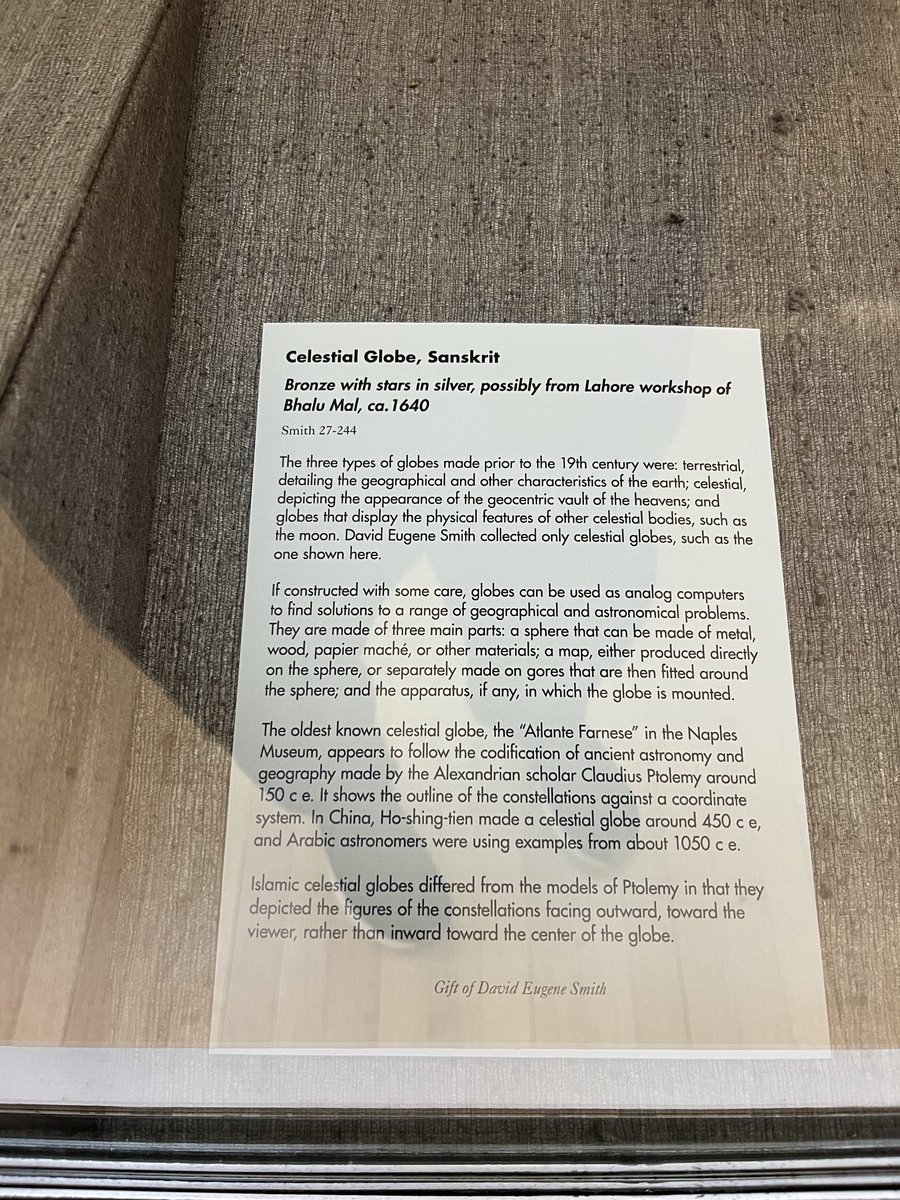 Celestial Globe, Sanskrit
Bronze with stars in silver, possibly from Lahore workshop of
Bhalu Mal, ca.1640
Smith 27-244
The three types of globes made prior to the 19th century were: terrestrial,
detailing the geographical and other characteristics of the earth; celestial,
depicting the appearance of the geocentric vault of the heavens; and
globes that display the physical features of other celestial bodies, such as
the moon. David Eugene Smith collected only celestial globes, such as the
one shown here.
If constructed with some care, globes can be used as analog computers
to find solutions to a range of geographical and astronomical problems.
They are made of three main parts: a sphere that can be made of metal,
wood, papier maché, or other materials; a map, either produced directly
on the sphere, or separately made on gores that are then fitted around
the sphere; and the apparatus, if any, in which the globe is mounted.
The oldest known celestial globe, the “Atlante Farnese” in the Naples
Museum, appears to follow the codification of ancient astronomy and
geography made by the Alexandrian scholar Claudius Ptolemy around
150 c e. It shows the outline of the constellations against a coordinate
system. In China, Ho-shing-tien made a celestial globe around 450 c e,
and Arabic astronomers were using examples from about 1050 c e.
Islamic celestial globes differed from the models of Ptolemy in that they
depicted the figures of the constellations facing outward, toward the
viewer, rather than inward toward the center of the globe.
Gift of David Eugene Smith